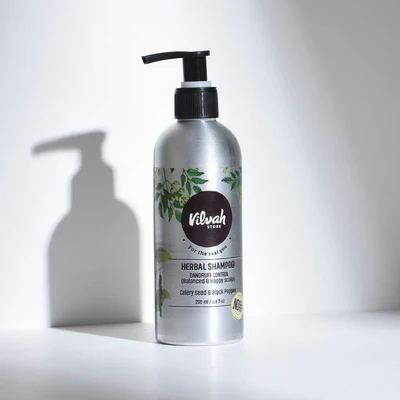 Vilvah
STORE
For the real you
HERBAL SHAMPOO
DANDRUFF CONTROL
(Balanced & Happy scalp)
Celery Seed & Black Pepper
200 ml / 6.8 fl oz